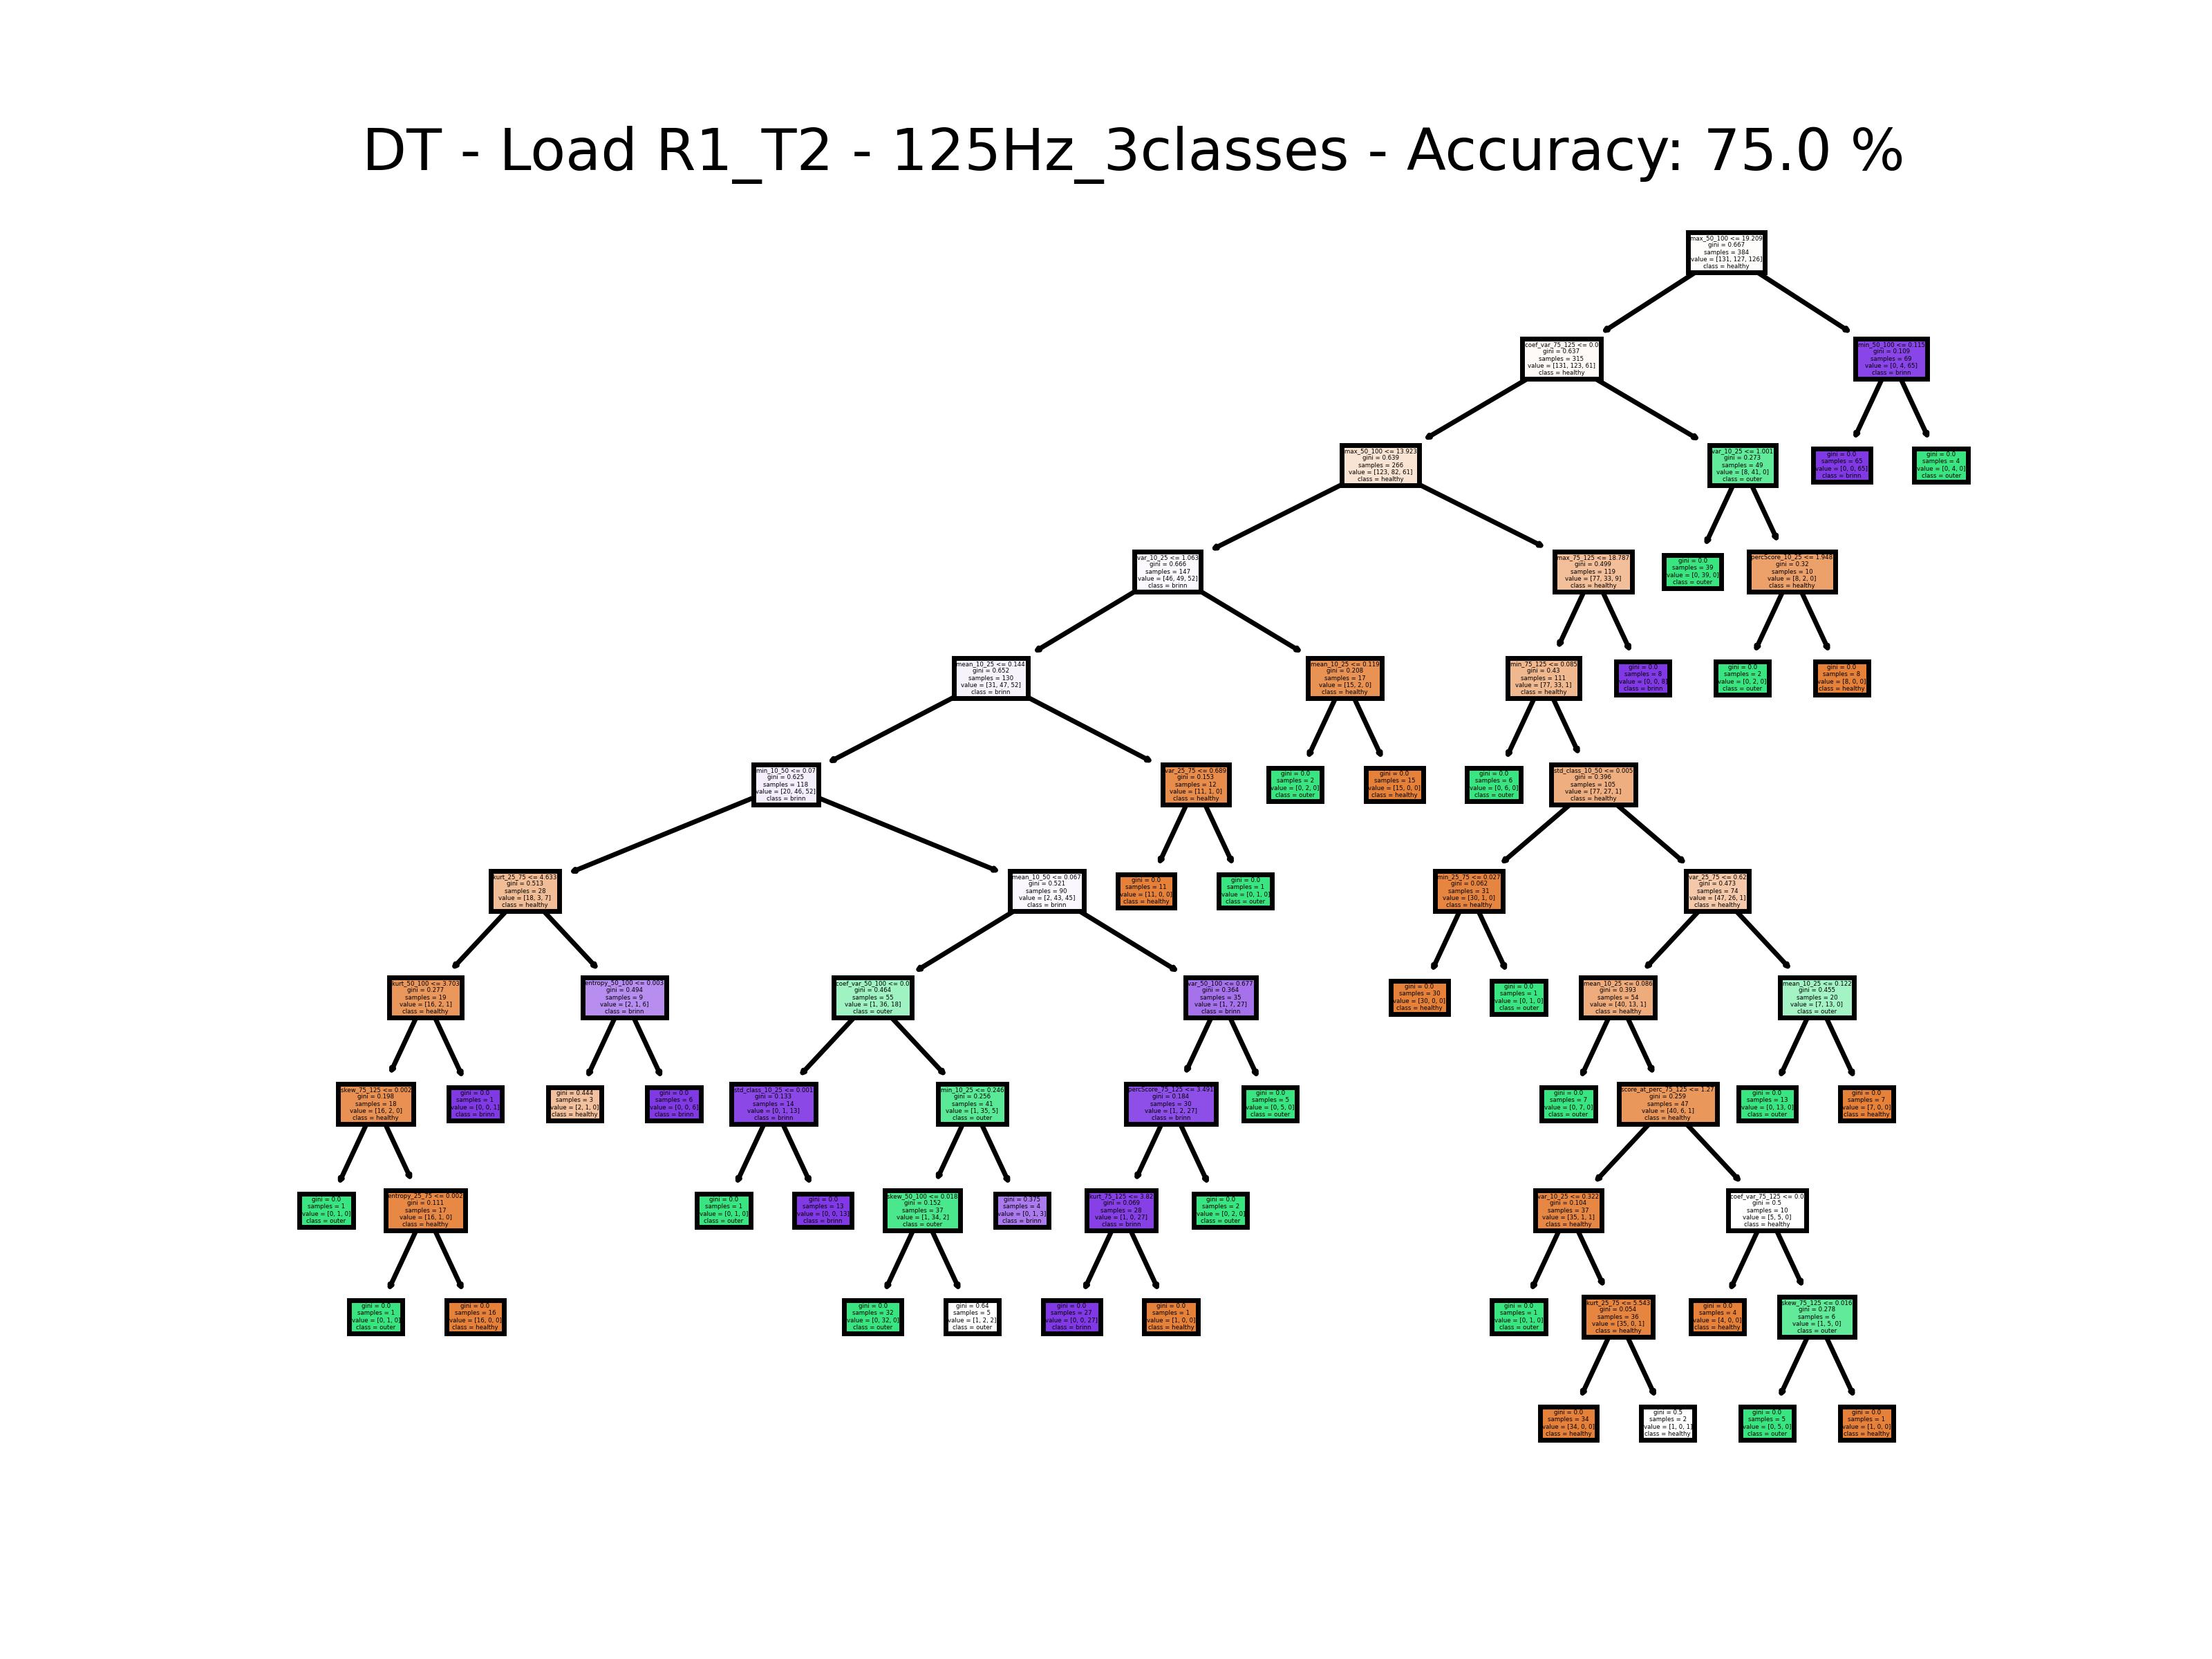 DT - Load R1_T2 - 125Hz_3classes - Accuracy: 75.0 %
max_50_100 <= 19.209
gini = 0.667
samples = 384
value = [131, 127, 126]
class = healthy
coef_var_75_125 <= 0.0
gini = 0.637
samples = 315
value = [131, 123, 61]
class = healthy
min_50_100 <= 0.115
gini = 0.109
samples = 69
value = [0, 4, 65]
class = brinn
max_50_100 <= 13.923
gini = 0.639
samples = 266
value = [123, 82, 61]
class = healthy
var_10_25 <= 1.001
gini = 0.273
samples = 49
value = [8, 41, 0]
class = outer
gini = 0.0
samples = 65
value = [0, 0, 65]
class = brinn
gini = 0.0
samples = 4
value = [0, 4, 0]
class = outer
var_10_25 <= 1.063
gini = 0.666
samples = 147
value = [46, 49, 52]
class = brinn
max_75_125 <= 18.787
gini = 0.499
samples = 119
value = [77, 33, 9]
class = healthy
gini = 0.0
samples = 39
value = [0, 39, 0]
class = outer
percScore_10_25 <= 1.948
gini = 0.32
samples = 10
value = [8, 2, 0]
class = healthy
mean_10_25 <= 0.144
gini = 0.652
samples = 130
value = [31, 47, 52]
class = brinn
mean_10_25 <= 0.119
gini = 0.208
samples = 17
value = [15, 2, 0]
class = healthy
min_75_125 <= 0.085
gini = 0.43
samples = 111
value = [77, 33, 1]
class = healthy
gini = 0.0
samples = 8
value = [0, 0, 8]
class = brinn
gini = 0.0
samples = 2
value = [0, 2, 0]
class = outer
gini = 0.0
samples = 8
value = [8, 0, 0]
class = healthy
min_10_50 <= 0.07
gini = 0.625
samples = 118
value = [20, 46, 52]
class = brinn
var_25_75 <= 0.689
gini = 0.153
samples = 12
value = [11, 1, 0]
class = healthy
gini = 0.0
samples = 2
value = [0, 2, 0]
class = outer
gini = 0.0
samples = 15
value = [15, 0, 0]
class = healthy
gini = 0.0
samples = 6
value = [0, 6, 0]
class = outer
std_class_10_50 <= 0.005
gini = 0.396
samples = 105
value = [77, 27, 1]
class = healthy
kurt_25_75 <= 4.633
gini = 0.513
samples = 28
value = [18, 3, 7]
class = healthy
mean_10_50 <= 0.067
gini = 0.521
samples = 90
value = [2, 43, 45]
class = brinn
gini = 0.0
samples = 11
value = [11, 0, 0]
class = healthy
gini = 0.0
samples = 1
value = [0, 1, 0]
class = outer
min_25_75 <= 0.027
gini = 0.062
samples = 31
value = [30, 1, 0]
class = healthy
var_25_75 <= 0.62
gini = 0.473
samples = 74
value = [47, 26, 1]
class = healthy
kurt_50_100 <= 3.703
gini = 0.277
samples = 19
value = [16, 2, 1]
class = healthy
entropy_50_100 <= 0.003
gini = 0.494
samples = 9
value = [2, 1, 6]
class = brinn
coef_var_50_100 <= 0.0
gini = 0.464
samples = 55
value = [1, 36, 18]
class = outer
var_50_100 <= 0.677
gini = 0.364
samples = 35
value = [1, 7, 27]
class = brinn
gini = 0.0
samples = 30
value = [30, 0, 0]
class = healthy
gini = 0.0
samples = 1
value = [0, 1, 0]
class = outer
mean_10_25 <= 0.086
gini = 0.393
samples = 54
value = [40, 13, 1]
class = healthy
mean_10_25 <= 0.122
gini = 0.455
samples = 20
value = [7, 13, 0]
class = outer
skew_75_125 <= 0.002
gini = 0.198
samples = 18
value = [16, 2, 0]
class = healthy
gini = 0.0
samples = 1
value = [0, 0, 1]
class = brinn
gini = 0.444
samples = 3
value = [2, 1, 0]
class = healthy
gini = 0.0
samples = 6
value = [0, 0, 6]
class = brinn
std_class_10_25 <= 0.001
gini = 0.133
samples = 14
value = [0, 1, 13]
class = brinn
min_10_25 <= 0.246
gini = 0.256
samples = 41
value = [1, 35, 5]
class = outer
percScore_75_125 <= 3.491
gini = 0.184
samples = 30
value = [1, 2, 27]
class = brinn
gini = 0.0
samples = 5
value = [0, 5, 0]
class = outer
gini = 0.0
samples = 7
value = [0, 7, 0]
class = outer
score_at_perc_75_125 <= 1.27
gini = 0.259
samples = 47
value = [40, 6, 1]
class = healthy
gini = 0.0
samples = 13
value = [0, 13, 0]
class = outer
gini = 0.0
samples = 7
value = [7, 0, 0]
class = healthy
gini = 0.0
samples = 1
value = [0, 1, 0]
class = outer
entropy_25_75 <= 0.002
gini = 0.111
samples = 17
value = [16, 1, 0]
class = healthy
gini = 0.0
samples = 1
value = [0, 1, 0]
class = outer
gini = 0.0
samples = 13
value = [0, 0, 13]
class = brinn
skew_50_100 <= 0.018
gini = 0.152
samples = 37
value = [1, 34, 2]
class = outer
gini = 0.375
samples = 4
value = [0, 1, 3]
class = brinn
kurt_75_125 <= 3.82
gini = 0.069
samples = 28
value = [1, 0, 27]
class = brinn
gini = 0.0
samples = 2
value = [0, 2, 0]
class = outer
var_10_25 <= 0.322
gini = 0.104
samples = 37
value = [35, 1, 1]
class = healthy
coef_var_75_125 <= 0.0
gini = 0.5
samples = 10
value = [5, 5, 0]
class = healthy
gini = 0.0
samples = 1
value = [0, 1, 0]
class = outer
gini = 0.0
samples = 16
value = [16, 0, 0]
class = healthy
gini = 0.0
samples = 32
value = [0, 32, 0]
class = outer
gini = 0.64
samples = 5
value = [1, 2, 2]
class = outer
gini = 0.0
samples = 27
value = [0, 0, 27]
class = brinn
gini = 0.0
samples = 1
value = [1, 0, 0]
class = healthy
gini = 0.0
samples = 1
value = [0, 1, 0]
class = outer
kurt_25_75 <= 5.543
gini = 0.054
samples = 36
value = [35, 0, 1]
class = healthy
gini = 0.0
samples = 4
value = [4, 0, 0]
class = healthy
skew_75_125 <= 0.016
gini = 0.278
samples = 6
value = [1, 5, 0]
class = outer
gini = 0.0
samples = 34
value = [34, 0, 0]
class = healthy
gini = 0.5
samples = 2
value = [1, 0, 1]
class = healthy
gini = 0.0
samples = 5
value = [0, 5, 0]
class = outer
gini = 0.0
samples = 1
value = [1, 0, 0]
class = healthy